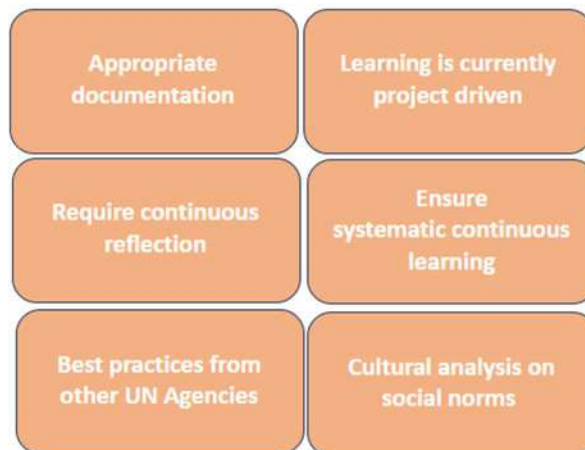 Appropriate
documentation
Learning is currently
project driven
Require continuous
reflection
Ensure
systematic continuous
learning
Best practices from
other UN Agencies
Cultural analysis on
social norms